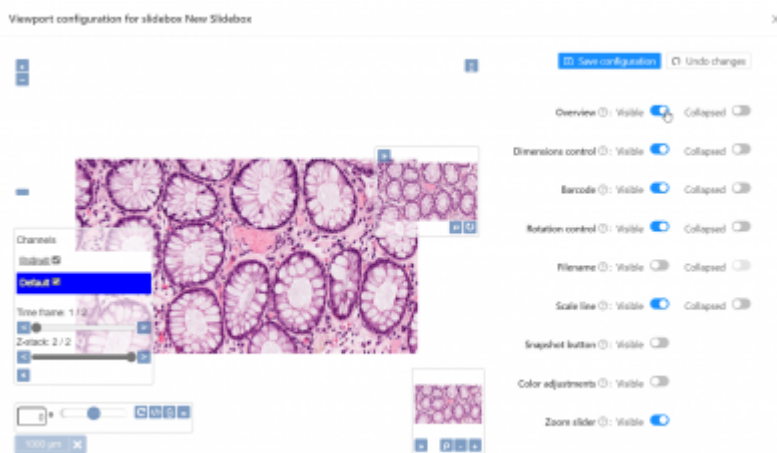 Viewport configuration for slidebox New Slidebox
Save configuration
Undo changes
Overview : Visible Collapsed
Dimensions control : Visible Collapsed
Barcode : Visible Collapsed
Rotation control : Visible Collapsed
Filename : Visible Collapsed
Scale line : Visible Collapsed
Snapshot button : Visible
Color adjustments : Visible
Zoom slider : Visible
Channels
Default
Default
Time frame: 1 / 2
Z-stack: 2 / 2
1000 μm